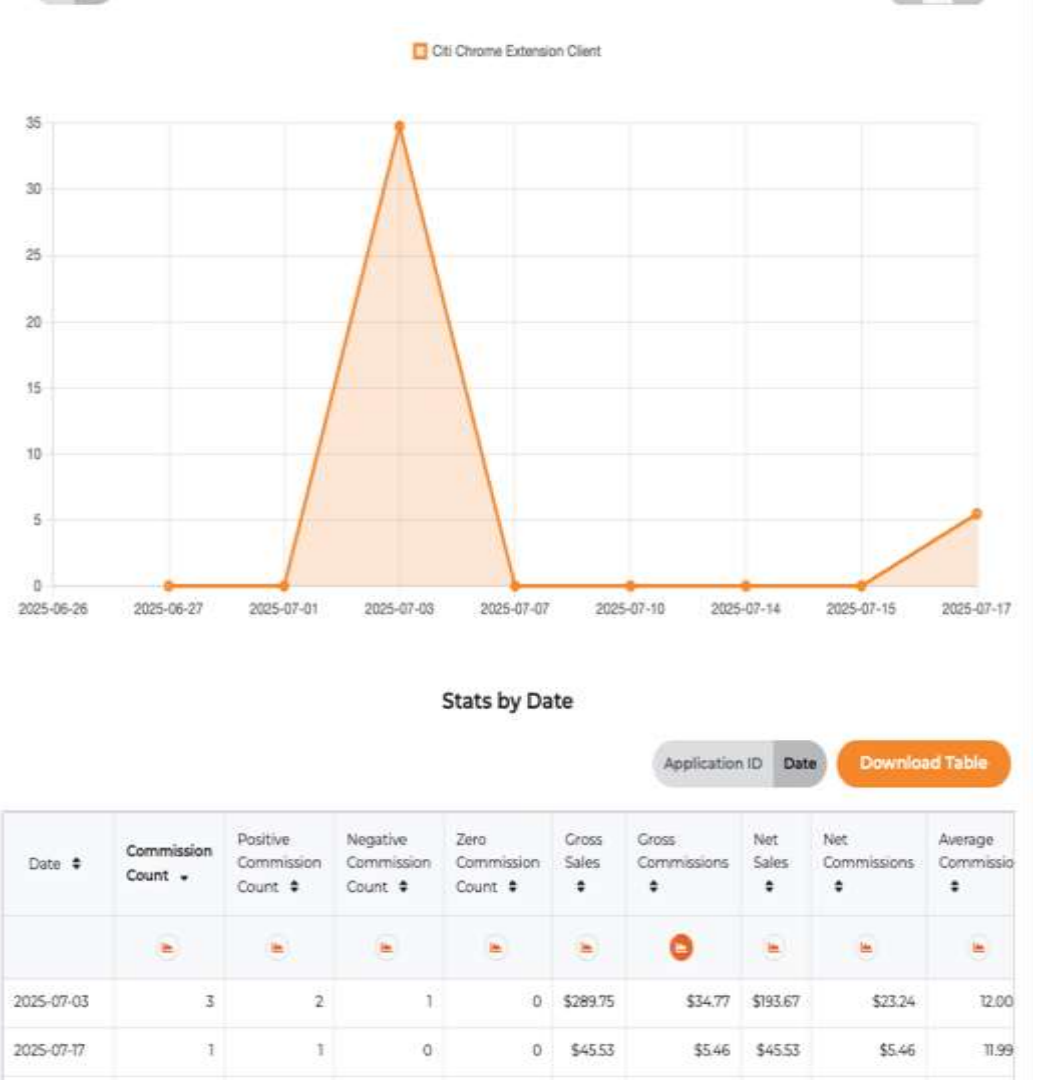 Citi Chrome Extension Client
35
30
25
20
15
10
5
0
2025-06-26 2025-06-27 2025-07-01 2025-07-03 2025-07-07 2025-07-10 2025-07-14 2025-07-15 2025-07-17
Stats by Date
Application ID Date Download Table
Date Commission Count Positive Commission Count Negative Commission Count Zero Commission Count Gross Sales Gross Commissions Net Sales Net Commissions Average Commissio
2025-07-03 3 2 1 0 $289.75 $34.77 $193.67 $23.24 12.00
2025-07-17 1 1 0 0 $45.53 $5.46 $45.53 $5.46 11.99